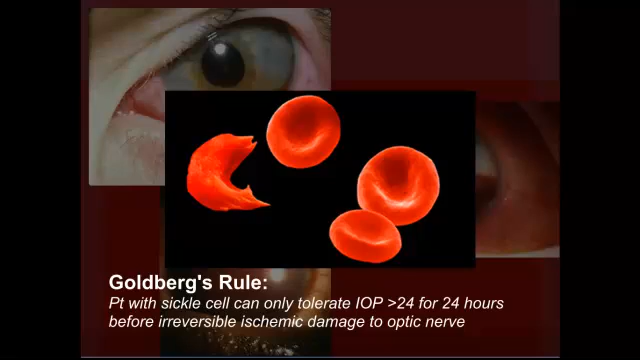 Goldberg's Rule:
Pt with sickle cell can only tolerate IOP >24 for 24 hours
before irreversible ischemic damage to optic nerve